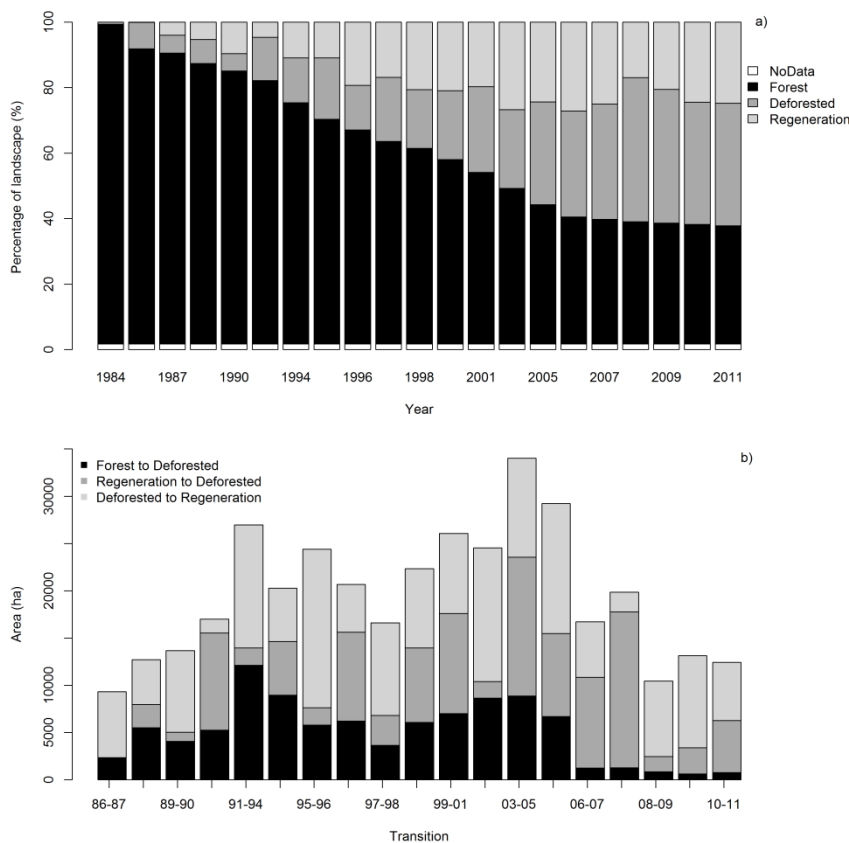 a)
100
80
60
40
20
0
Percentage of landscape (%)
NoData
Forest
Deforested
Regeneration
1984 1987 1990 1994 1996 1998 2001 2005 2007 2009 2011
Year
b)
Forest to Deforested
Regeneration to Deforested
Deforested to Regeneration
30000
20000
10000
5000
0
Area (ha)
86-87 89-90 91-94 95-96 97-98 99-01 03-05 06-07 08-09 10-11
Transition